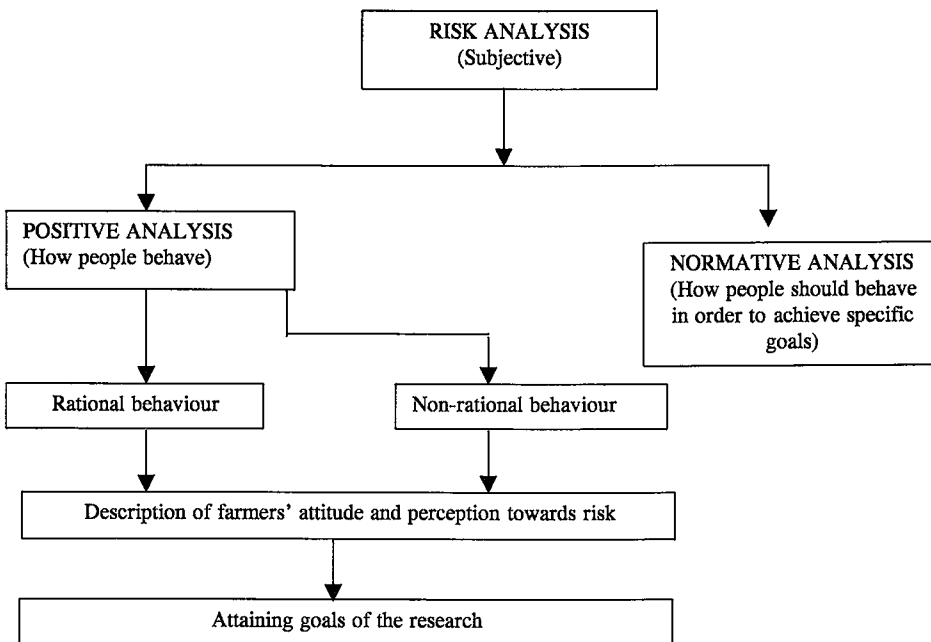 RISK ANALYSIS
(Subjective)
POSITIVE ANALYSIS
(How people behave)
NORMATIVE ANALYSIS
(How people should behave
in order to achieve specific
goals)
Rational behaviour
Non-rational behaviour
Description of farmers' attitude and perception towards risk
Attaining goals of the research